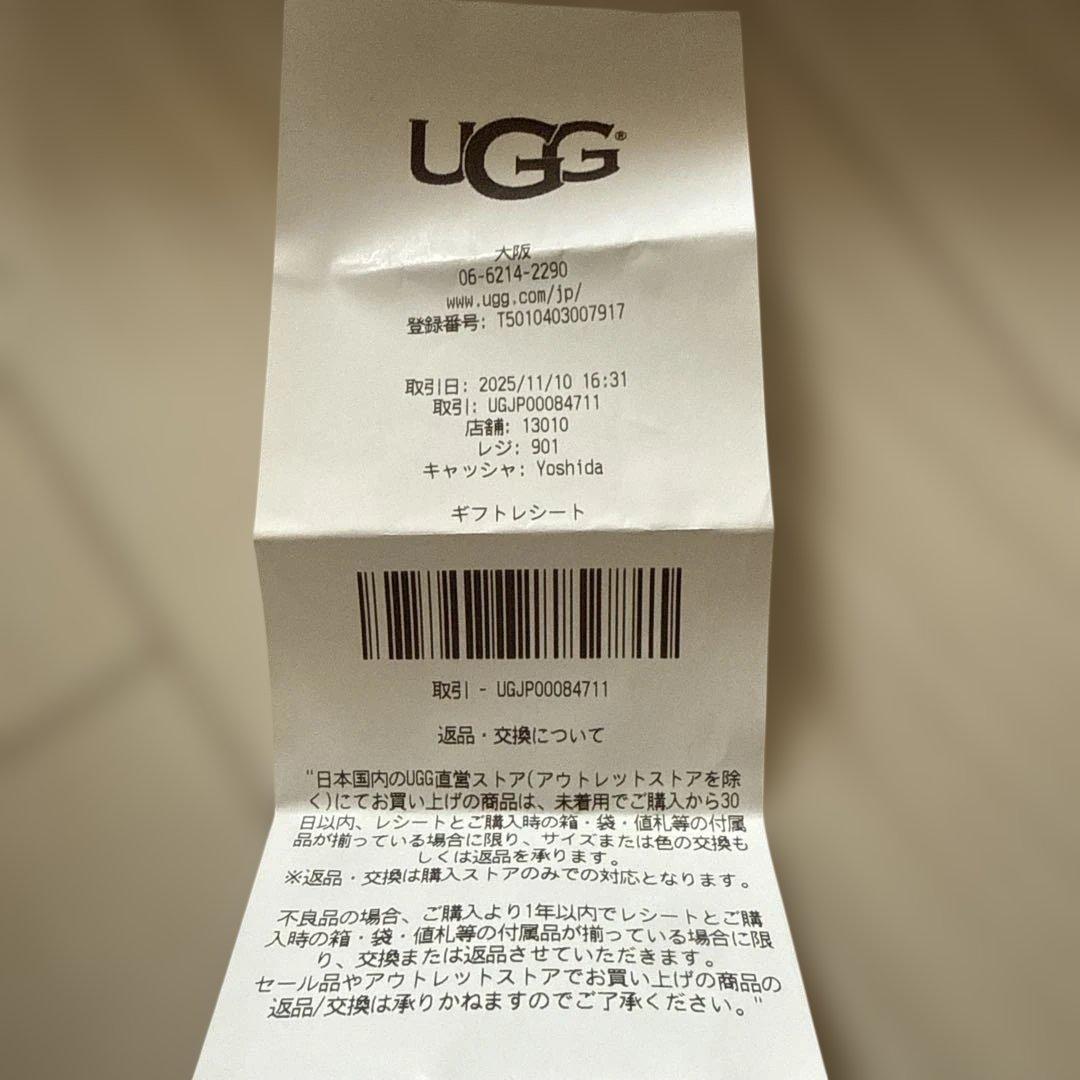 UGG®
大阪
06-6214-2290
www.ugg.com/jp/
登録番号: T5010403007917
取引日: 2025/11/10 16:31
取引: UGJP00084711
店舗: 13010
レジ: 901
キャッシャ: Yoshida
ギフトレシート
取引 - UGJP00084711
返品・交換について
"日本国内のUGG直営ストア(アウトレットストアを除
く)にてお買い上げの商品は、未着用でご購入から30
日以内、レシートとご購入時の箱・袋・値札等の付属
品が揃っている場合に限り、サイズまたは色の交換も
しくは返品を承ります。
※返品・交換は購入ストアのみでの対応となります。
不良品の場合、ご購入より1年以内でレシートとご購
入時の箱・袋・値札等の付属品が揃っている場合に限
り、交換または返品させていただきます。
セール品やアウトレットストアでお買い上げの商品の
返品/交換は承りかねますのでご了承ください。"